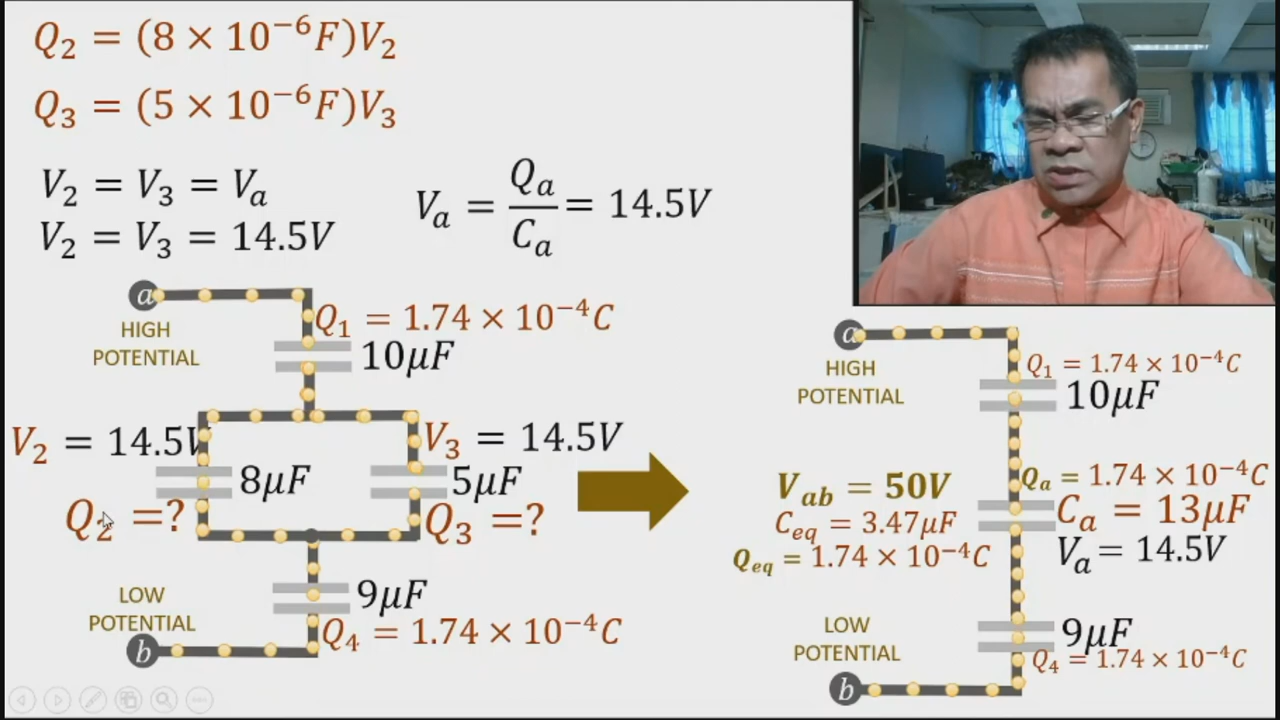 Q₂ = (8 × 10⁻⁶F)V₂
Q₃ = (5 × 10⁻⁶F)V₃
V₂ = V₃ = Vₐ
V₂ = V₃ = 14.5V
Vₐ = Qₐ/Cₐ = 14.5V
a
HIGH
POTENTIAL
Q₁ = 1.74 × 10⁻⁴C
10μF
V₂ = 14.5V
8μF
Q₂ =?
V₃ = 14.5V
5μF
Q₃ =?
9μF
Q₄ = 1.74 × 10⁻⁴C
LOW
POTENTIAL
b
a
HIGH
POTENTIAL
Q₁ = 1.74 × 10⁻⁴C
10μF
V_ab = 50V
C_eq = 3.47μF
Q_eq = 1.74 × 10⁻⁴C
Qₐ = 1.74 × 10⁻⁴C
Cₐ = 13μF
Vₐ = 14.5V
9μF
Q₄ = 1.74 × 10⁻⁴C
LOW
POTENTIAL
b